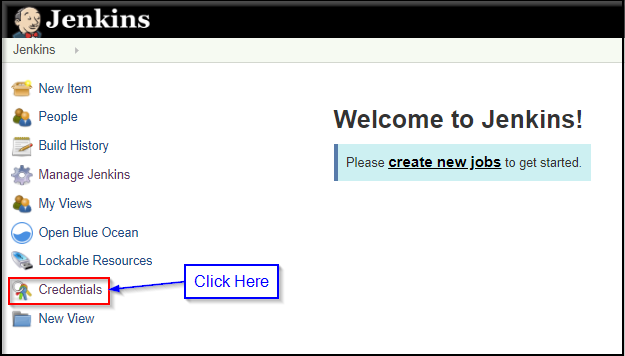 Jenkins
Jenkins
New Item
People
Build History
Manage Jenkins
My Views
Open Blue Ocean
Lockable Resources
Credentials
New View
Welcome to Jenkins!
Please create new jobs to get started.
Click Here